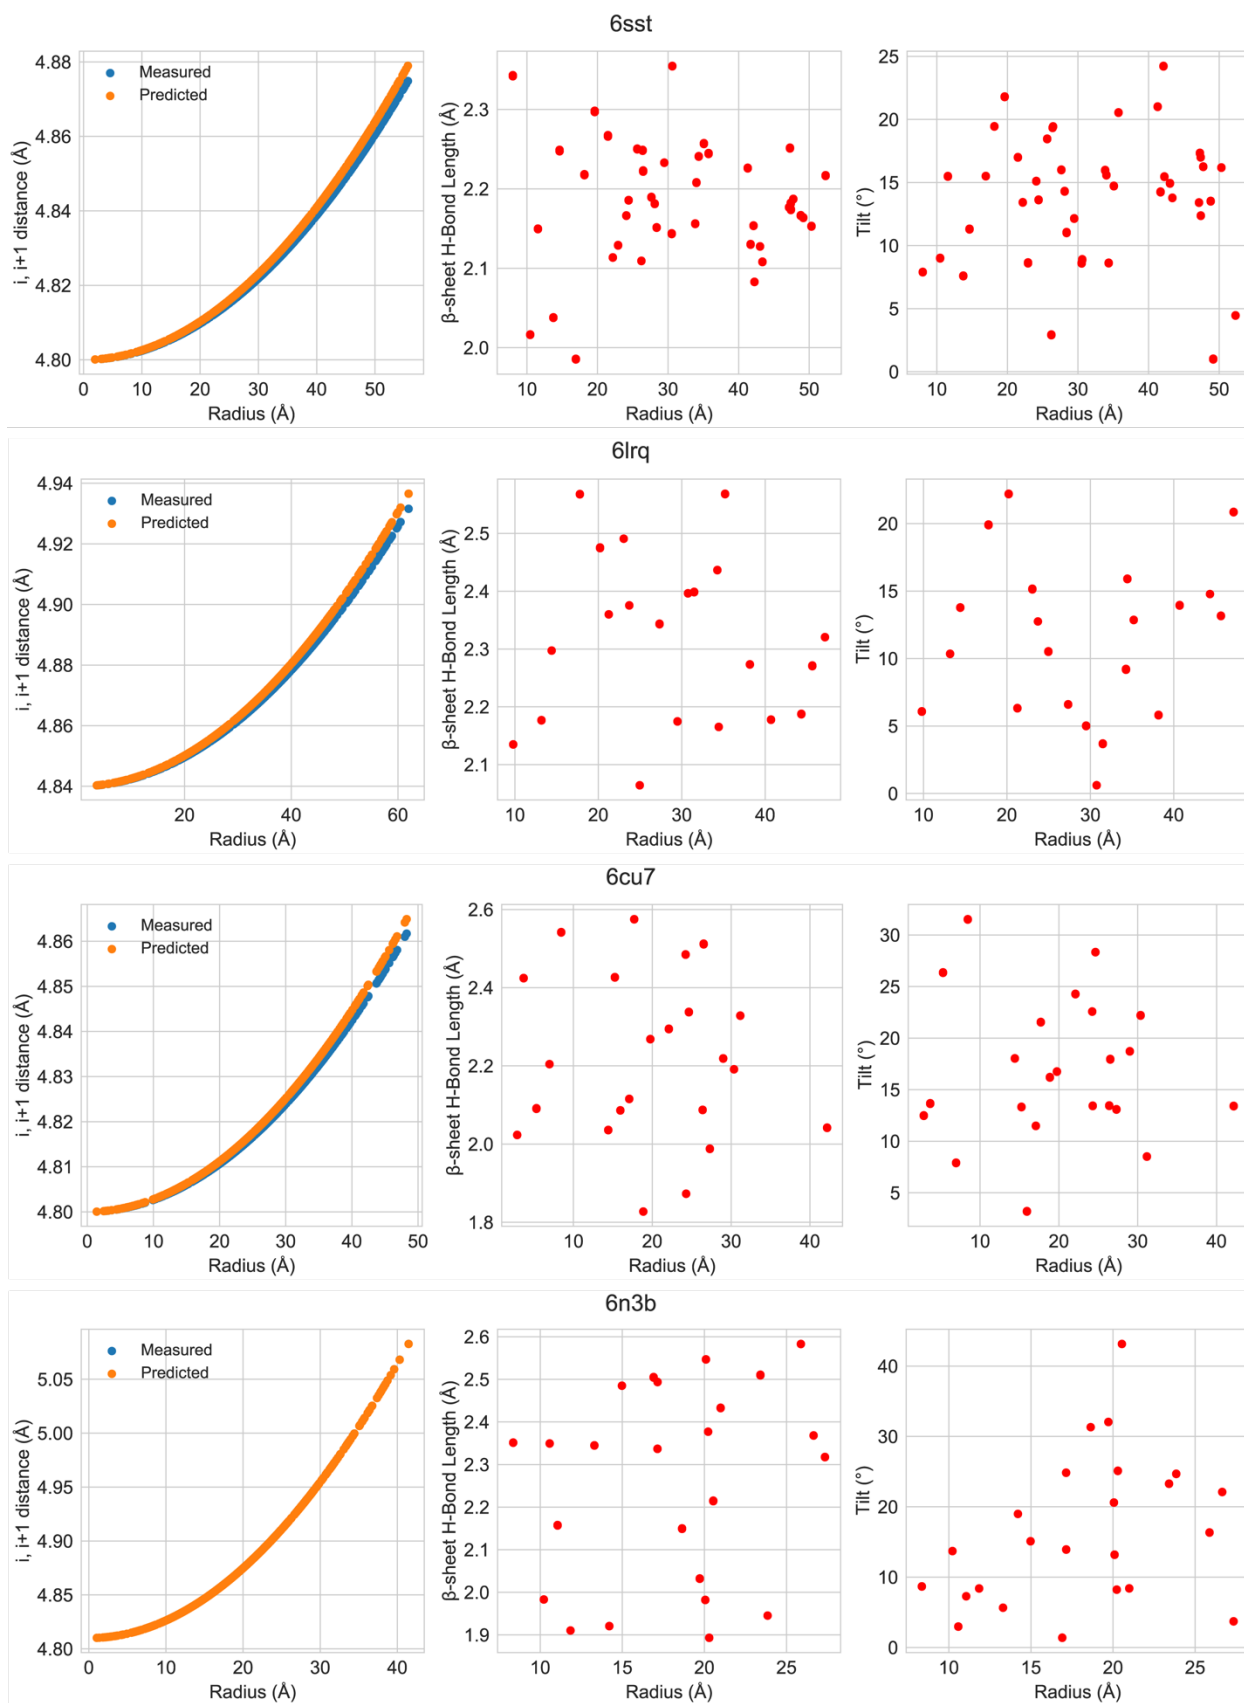 6sst
4.88
4.86
4.84
4.82
4.80
i, i+1 distance (Å)
Measured
Predicted
0 10 20 30 40 50
Radius (Å)
2.3
2.2
2.1
2.0
β-sheet H-Bond Length (Å)
10 20 30 40 50
Radius (Å)
25
20
15
10
5
0
Tilt (°)
10 20 30 40 50
Radius (Å)
6lrq
4.94
4.92
4.90
4.88
4.86
4.84
i, i+1 distance (Å)
Measured
Predicted
20 40 60
Radius (Å)
2.5
2.4
2.3
2.2
2.1
β-sheet H-Bond Length (Å)
10 20 30 40
Radius (Å)
20
15
10
5
0
Tilt (°)
10 20 30 40
Radius (Å)
6cu7
4.86
4.85
4.84
4.83
4.82
4.81
4.80
i, i+1 distance (Å)
Measured
Predicted
0 10 20 30 40 50
Radius (Å)
2.6
2.4
2.2
2.0
1.8
β-sheet H-Bond Length (Å)
10 20 30 40
Radius (Å)
30
25
20
15
10
5
Tilt (°)
10 20 30 40
Radius (Å)
6n3b
5.05
5.00
4.95
4.90
4.85
4.80
i, i+1 distance (Å)
Measured
Predicted
0 10 20 30 40
Radius (Å)
2.6
2.5
2.4
2.3
2.2
2.1
2.0
1.9
β-sheet H-Bond Length (Å)
10 15 20 25
Radius (Å)
40
30
20
10
0
Tilt (°)
10 15 20 25
Radius (Å)